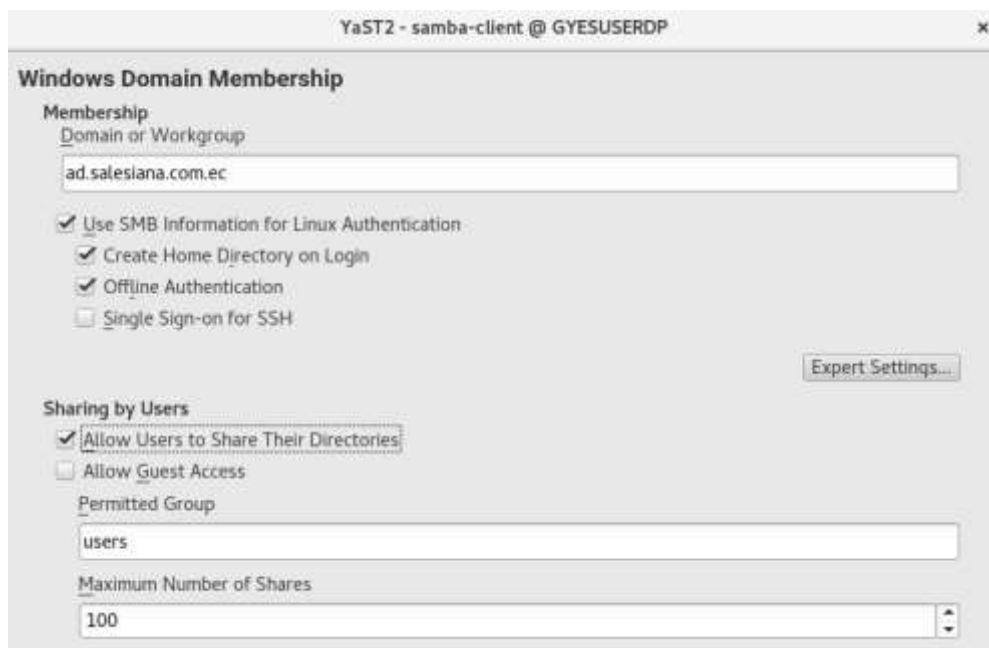 YaST2 - samba-client @ GYESUSERDP
Windows Domain Membership
Membership
Domain or Workgroup
ad.salesiana.com.ec
Use SMB Information for Linux Authentication
Create Home Directory on Login
Offline Authentication
Single Sign-on for SSH
Expert Settings...
Sharing by Users
Allow Users to Share Their Directories
Allow Guest Access
Permitted Group
users
Maximum Number of Shares
100